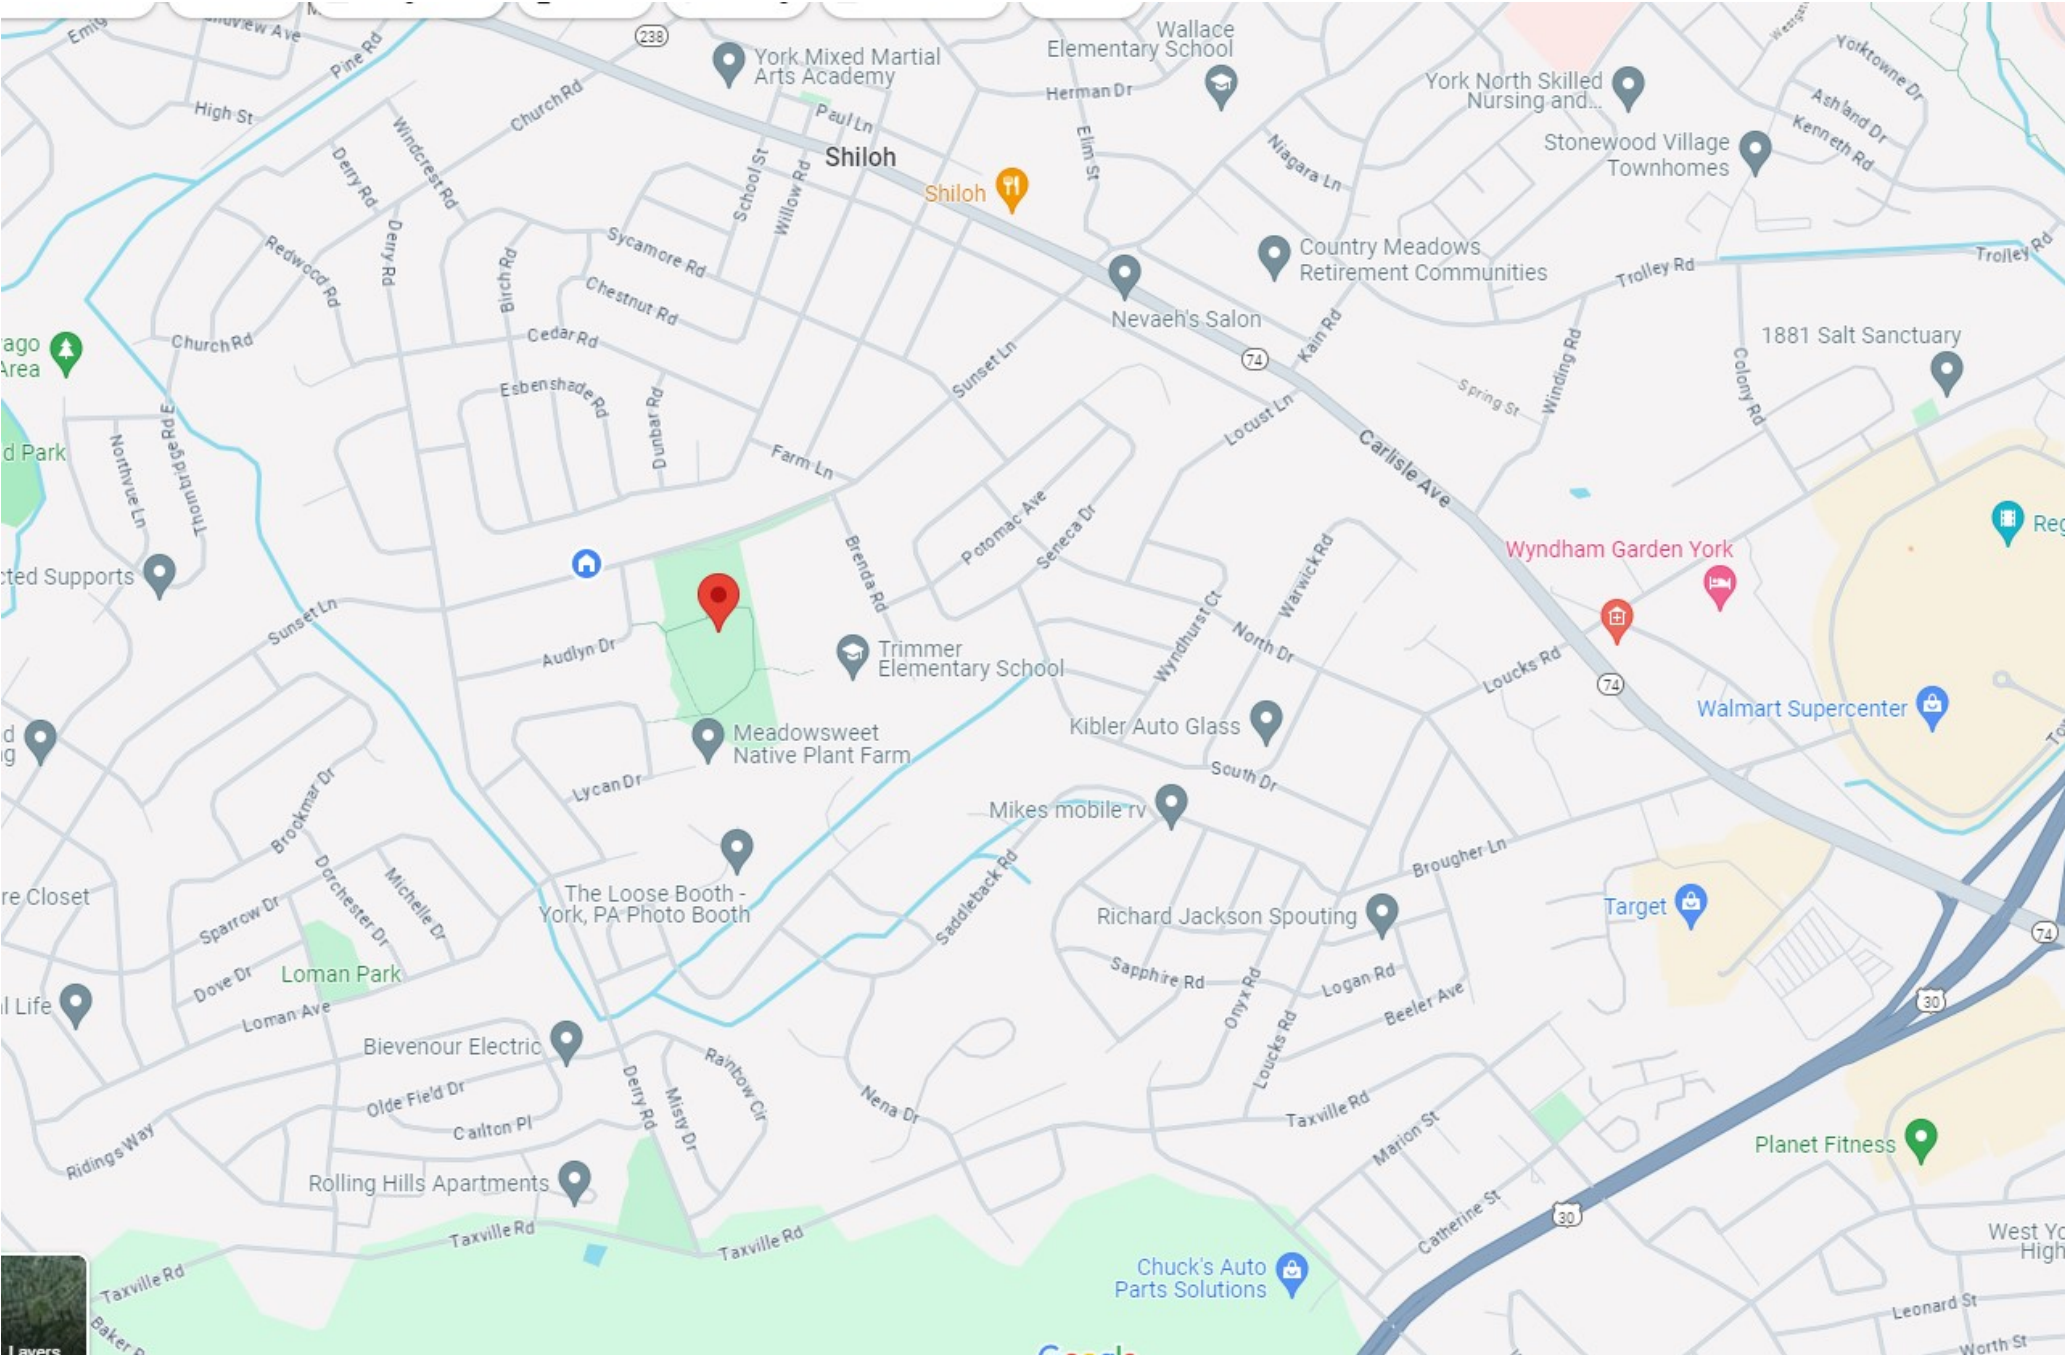 Emig
Pine Rd
High St
238
York Mixed Martial
Arts Academy
Wallace
Elementary School
Herman Dr
Elim St
York North Skilled
Nursing and...
Stonewood Village
Townhomes
Yorktowne Dr
Ashland Dr
Kenneth Rd
Church Rd
Paul Ln
Shiloh
Shiloh
School St
Willow Rd
Niagara Ln
Windcrest Rd
Derry Rd
Derry Rd
Redwood Rd
Birch Rd
Sycamore Rd
Chestnut Rd
Country Meadows
Retirement Communities
Trolley Rd
Trolley Rd
Nevaeh's Salon
Kain Rd
74
Church Rd
Cedar Rd
Sunset Ln
1881 Salt Sanctuary
ago
Area
Esbenshade Rd
Dunbar Rd
Locust Ln
Spring St
Winding Rd
Colony Rd
d Park
Northvue Ln
Thornbridge Rd E
Farm Ln
Carlisle Ave
Potomac Ave
Seneca Dr
Reg
Brenda Rd
Warwick Rd
Wyndham Garden York
cted Supports
Sunset Ln
Audlyn Dr
Trimmer
Elementary School
Wyndhurst Ct
North Dr
Loucks Rd
74
Walmart Supercenter
Meadowsweet
Native Plant Farm
Kibler Auto Glass
d
ng
Lycan Dr
South Dr
Brookmar Dr
Mikes mobile rv
Brougher Ln
Dorchester Dr
Michelle Dr
re Closet
The Loose Booth -
York, PA Photo Booth
Saddleback Rd
Sparrow Dr
Richard Jackson Spouting
Target
74
Loman Park
Dove Dr
Loman Ave
Sapphire Rd
Onyx Rd
Logan Rd
Beeler Ave
30
al Life
Bievenour Electric
Olde Field Dr
Carlton Pl
Derry Rd
Misty Dr
Rainbow Cir
Nena Dr
Loucks Rd
Taxville Rd
Marion St
Planet Fitness
Ridings Way
Rolling Hills Apartments
Catherine St
30
Taxville Rd
Taxville Rd
Taxville Rd
Chuck's Auto
Parts Solutions
West Yo
High
Leonard St
Worth St
Baker R
Layers
Google